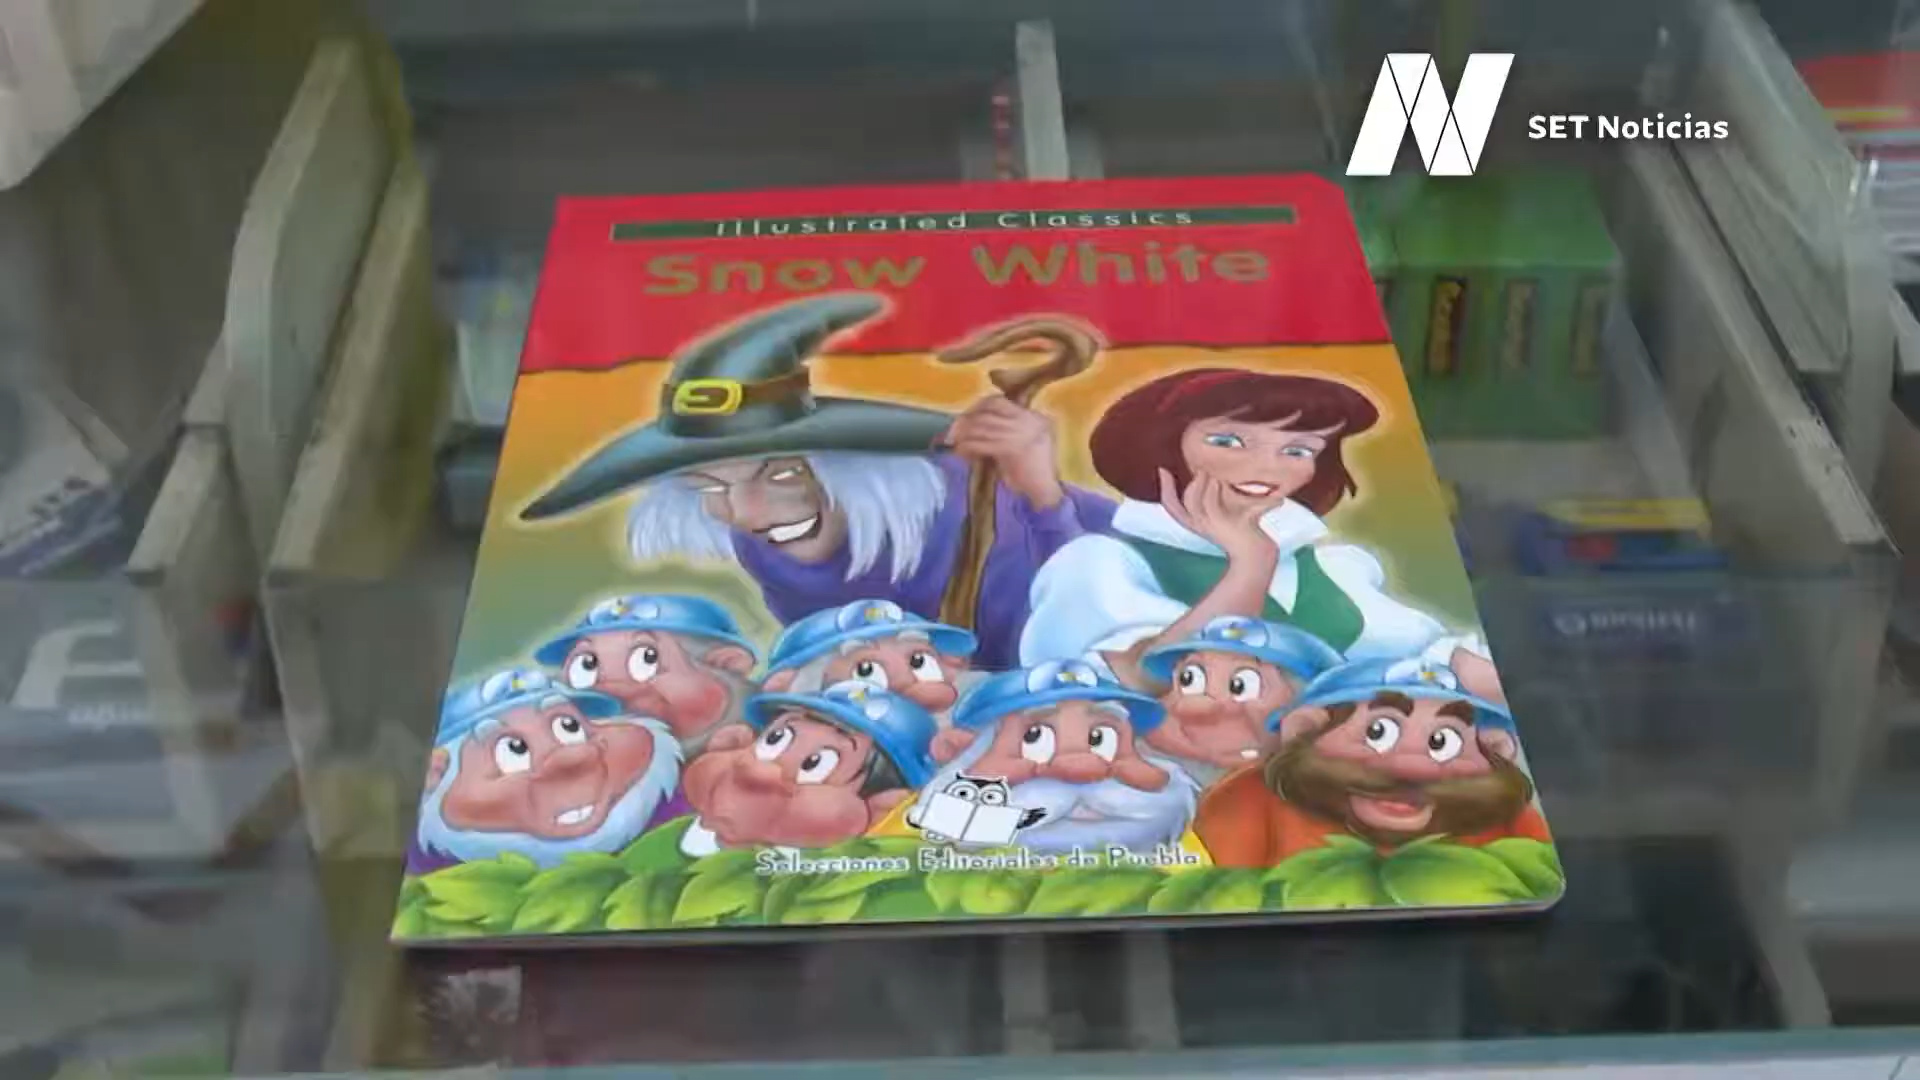 SET Noticias
Illustrated Classics
Snow White
Selecciones Editoriales de Puebla